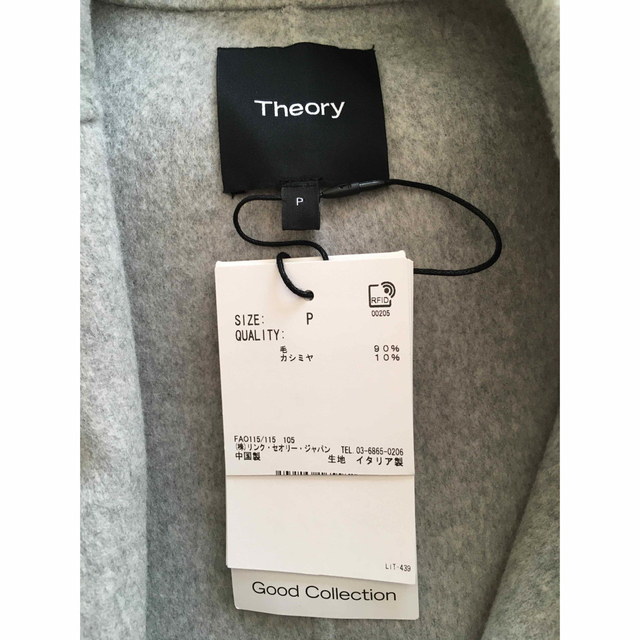 Theory
P
RFID
00205
SIZE: P
QUALITY:
毛 90%
カシミヤ 10%
FA0115/115 105
(株)リンク・セオリー・ジャパン TEL.03-6865-0206
中国製 生地 イタリア製
LIT-439
Good Collection